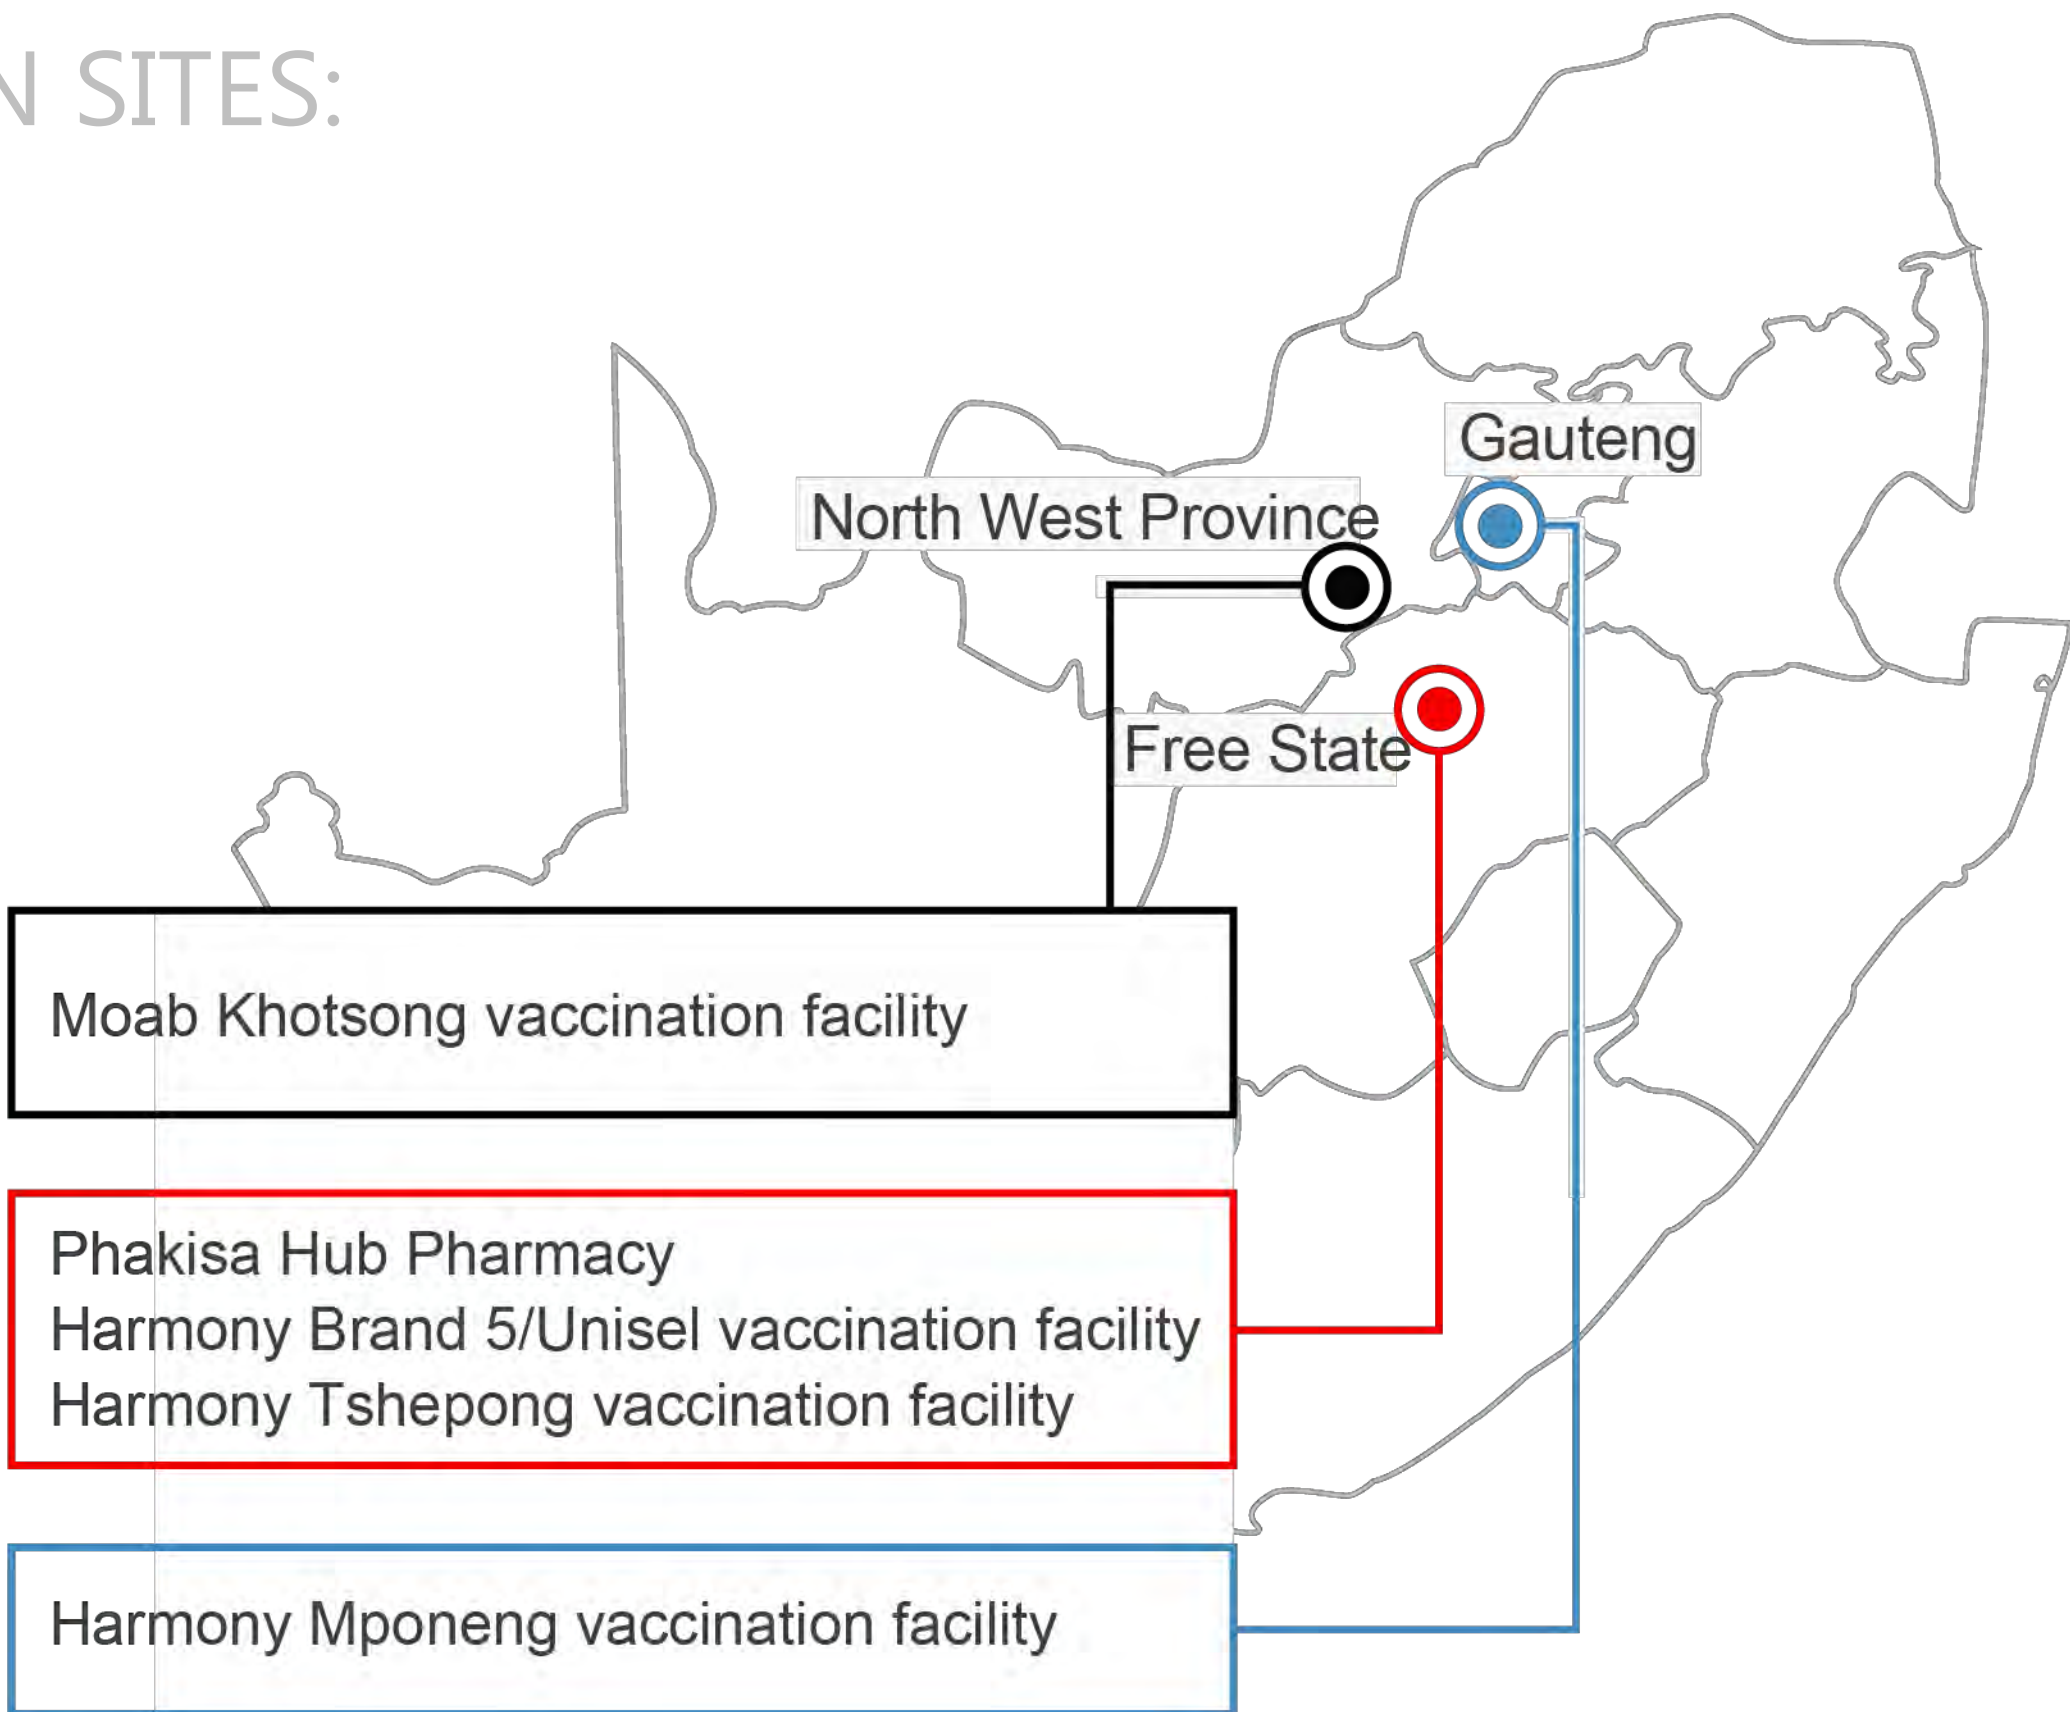 N SITES:
Gauteng
North West Province
Free State
Moab Khotsong vaccination facility
Phakisa Hub Pharmacy
Harmony Brand 5/Unisel vaccination facility
Harmony Tshepong vaccination facility
Harmony Mponeng vaccination facility